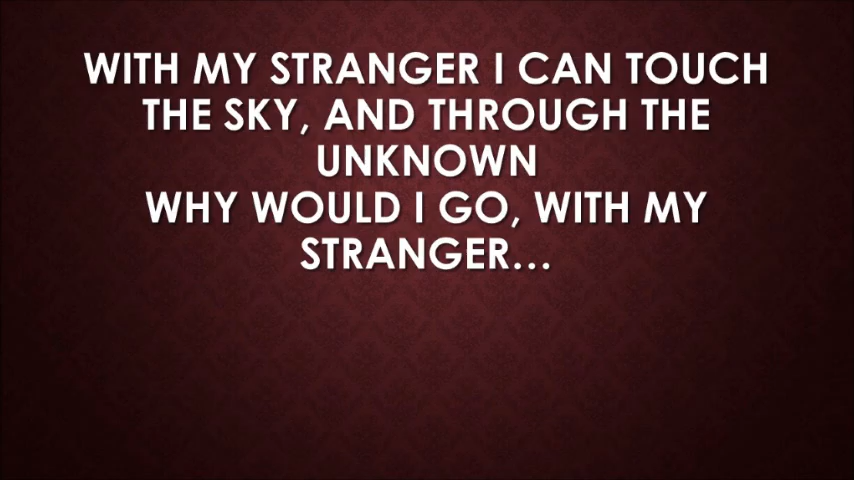 WITH MY STRANGER I CAN TOUCH
THE SKY, AND THROUGH THE
UNKNOWN
WHY WOULD I GO, WITH MY
STRANGER...